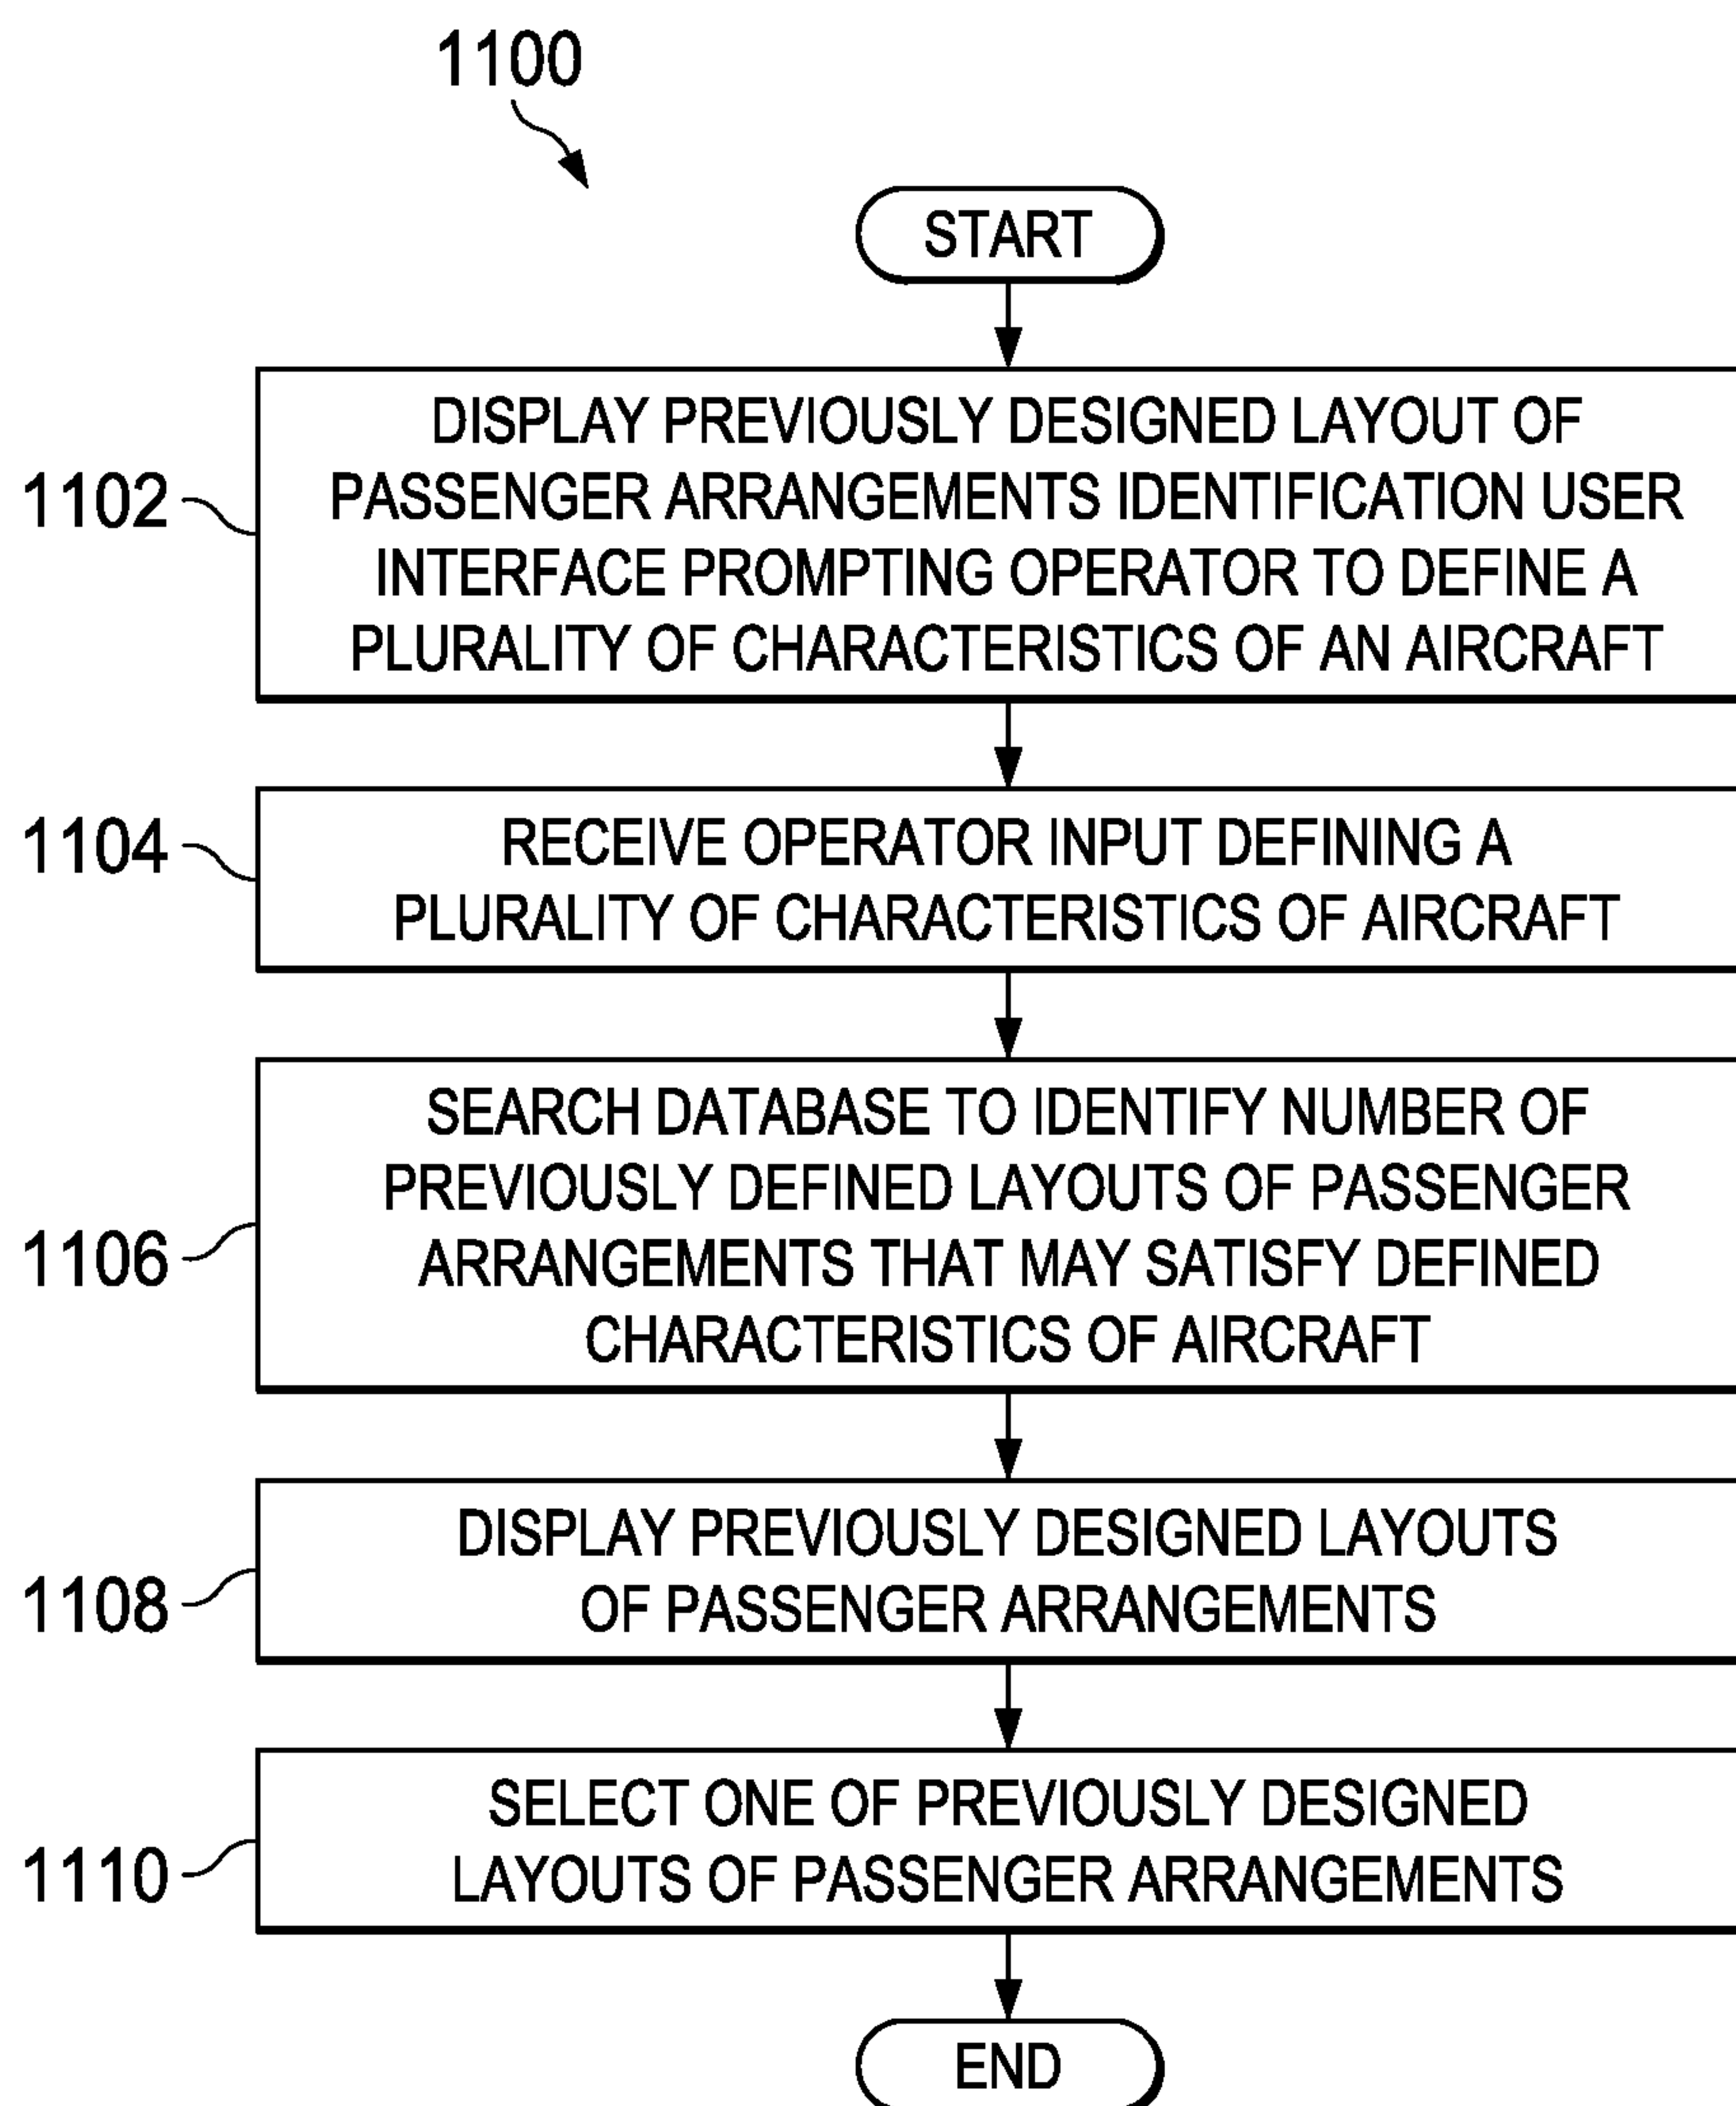 1100
START
DISPLAY PREVIOUSLY DESIGNED LAYOUT OF
PASSENGER ARRANGEMENTS IDENTIFICATION USER
INTERFACE PROMPTING OPERATOR TO DEFINE A
PLURALITY OF CHARACTERISTICS OF AN AIRCRAFT
1102
RECEIVE OPERATOR INPUT DEFINING A
PLURALITY OF CHARACTERISTICS OF AIRCRAFT
1104
SEARCH DATABASE TO IDENTIFY NUMBER OF
PREVIOUSLY DEFINED LAYOUTS OF PASSENGER
ARRANGEMENTS THAT MAY SATISFY DEFINED
CHARACTERISTICS OF AIRCRAFT
1106
DISPLAY PREVIOUSLY DESIGNED LAYOUTS
OF PASSENGER ARRANGEMENTS
1108
SELECT ONE OF PREVIOUSLY DESIGNED
LAYOUTS OF PASSENGER ARRANGEMENTS
1110
END